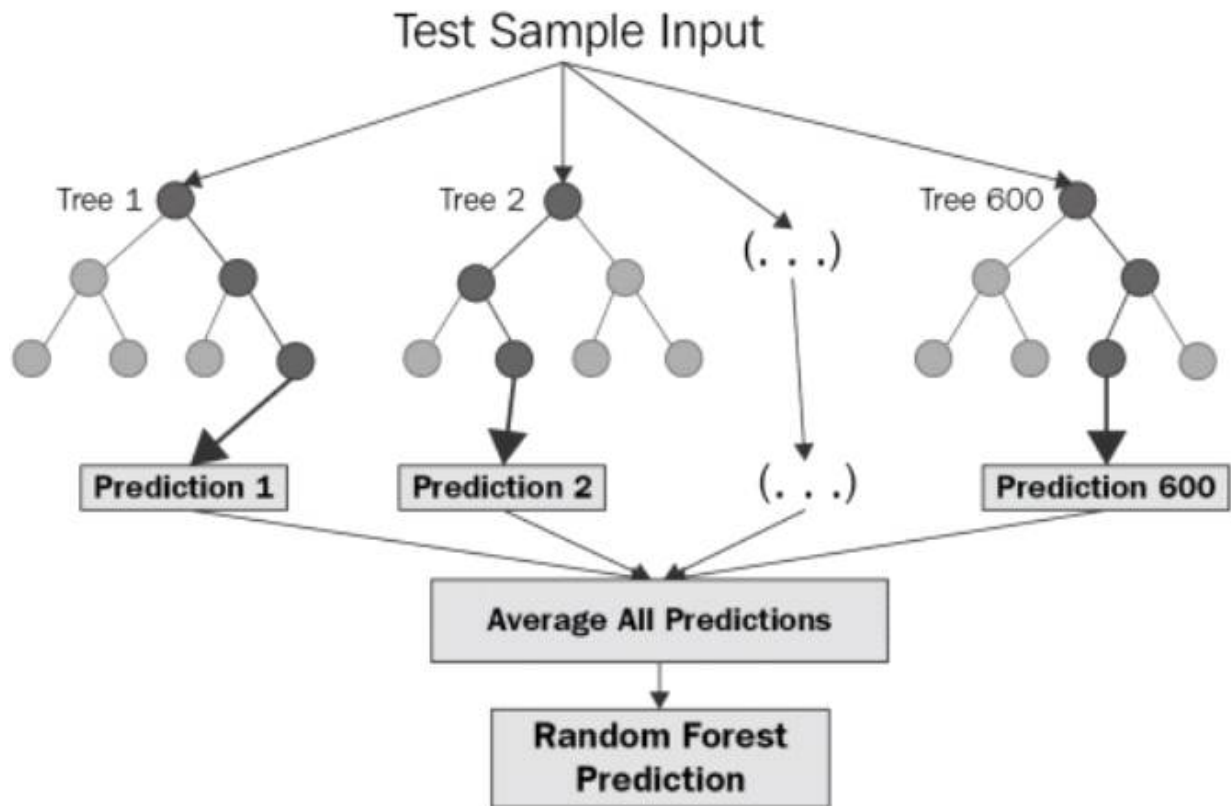 Test Sample Input
Tree 1
Tree 2
Tree 600
(. . .)
Prediction 1
Prediction 2
(. . .)
Prediction 600
Average All Predictions
Random Forest
Prediction